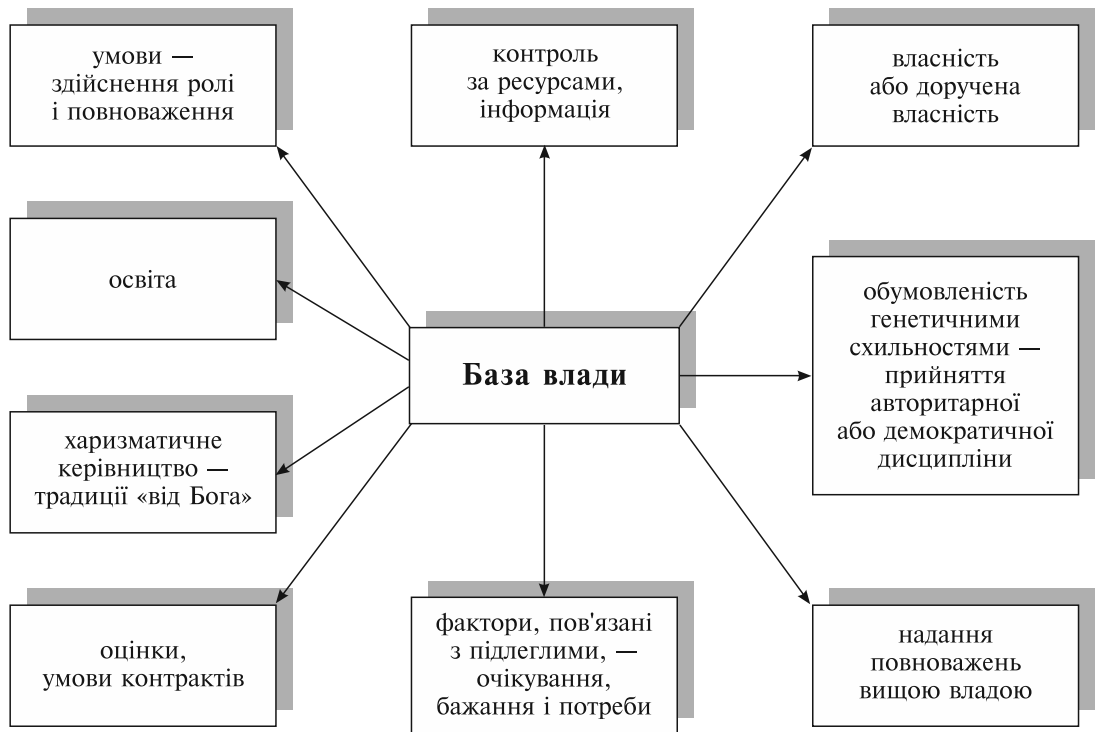 умови —
здійснення ролі
і повноваження
контроль
за ресурсами,
інформація
власність
або доручена
власність
освіта
обумовленість
генетичними
схильностями —
прийняття
авторитарної
або демократичної
дисципліни
База влади
харизматичне
керівництво —
традиції «від Бога»
оцінки,
умови контрактів
фактори, пов'язані
з підлеглими, —
очікування,
бажання і потреби
надання
повноважень
вищою владою